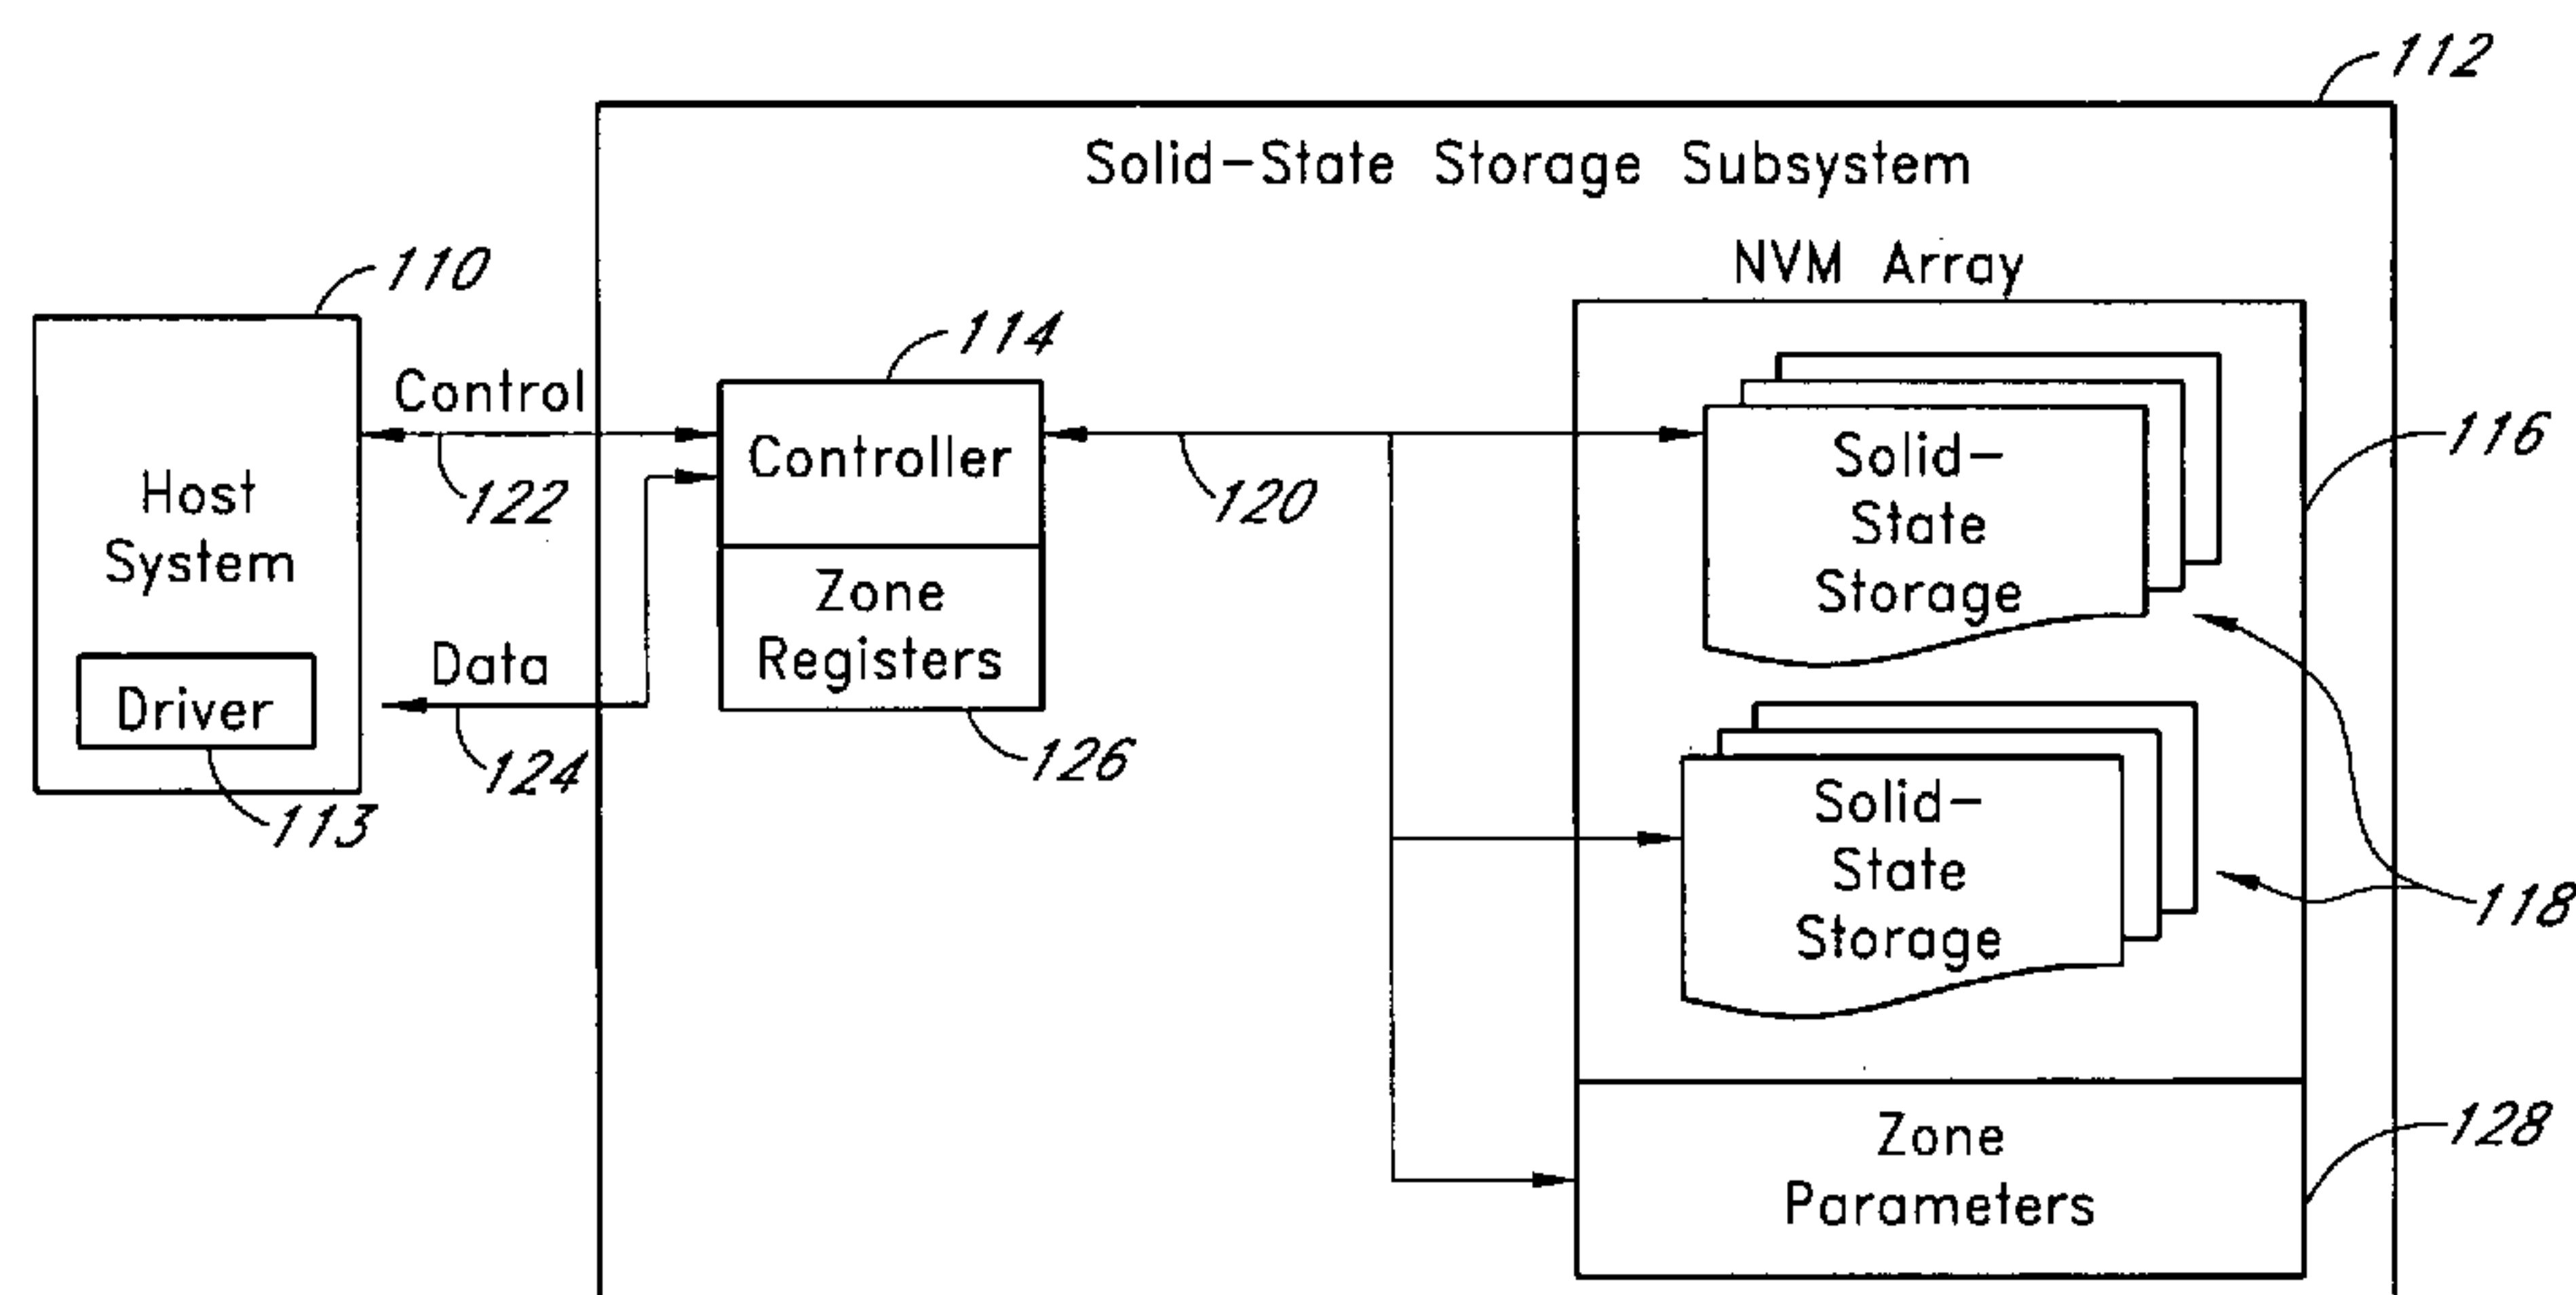 112
Solid-State Storage Subsystem
NVM Array
110
114
Control
Controller
116
Solid-
State
Storage
122
120
Host
System
Zone
Registers
Data
Driver
124
126
113
Solid-
State
Storage
118
Zone
Parameters
128